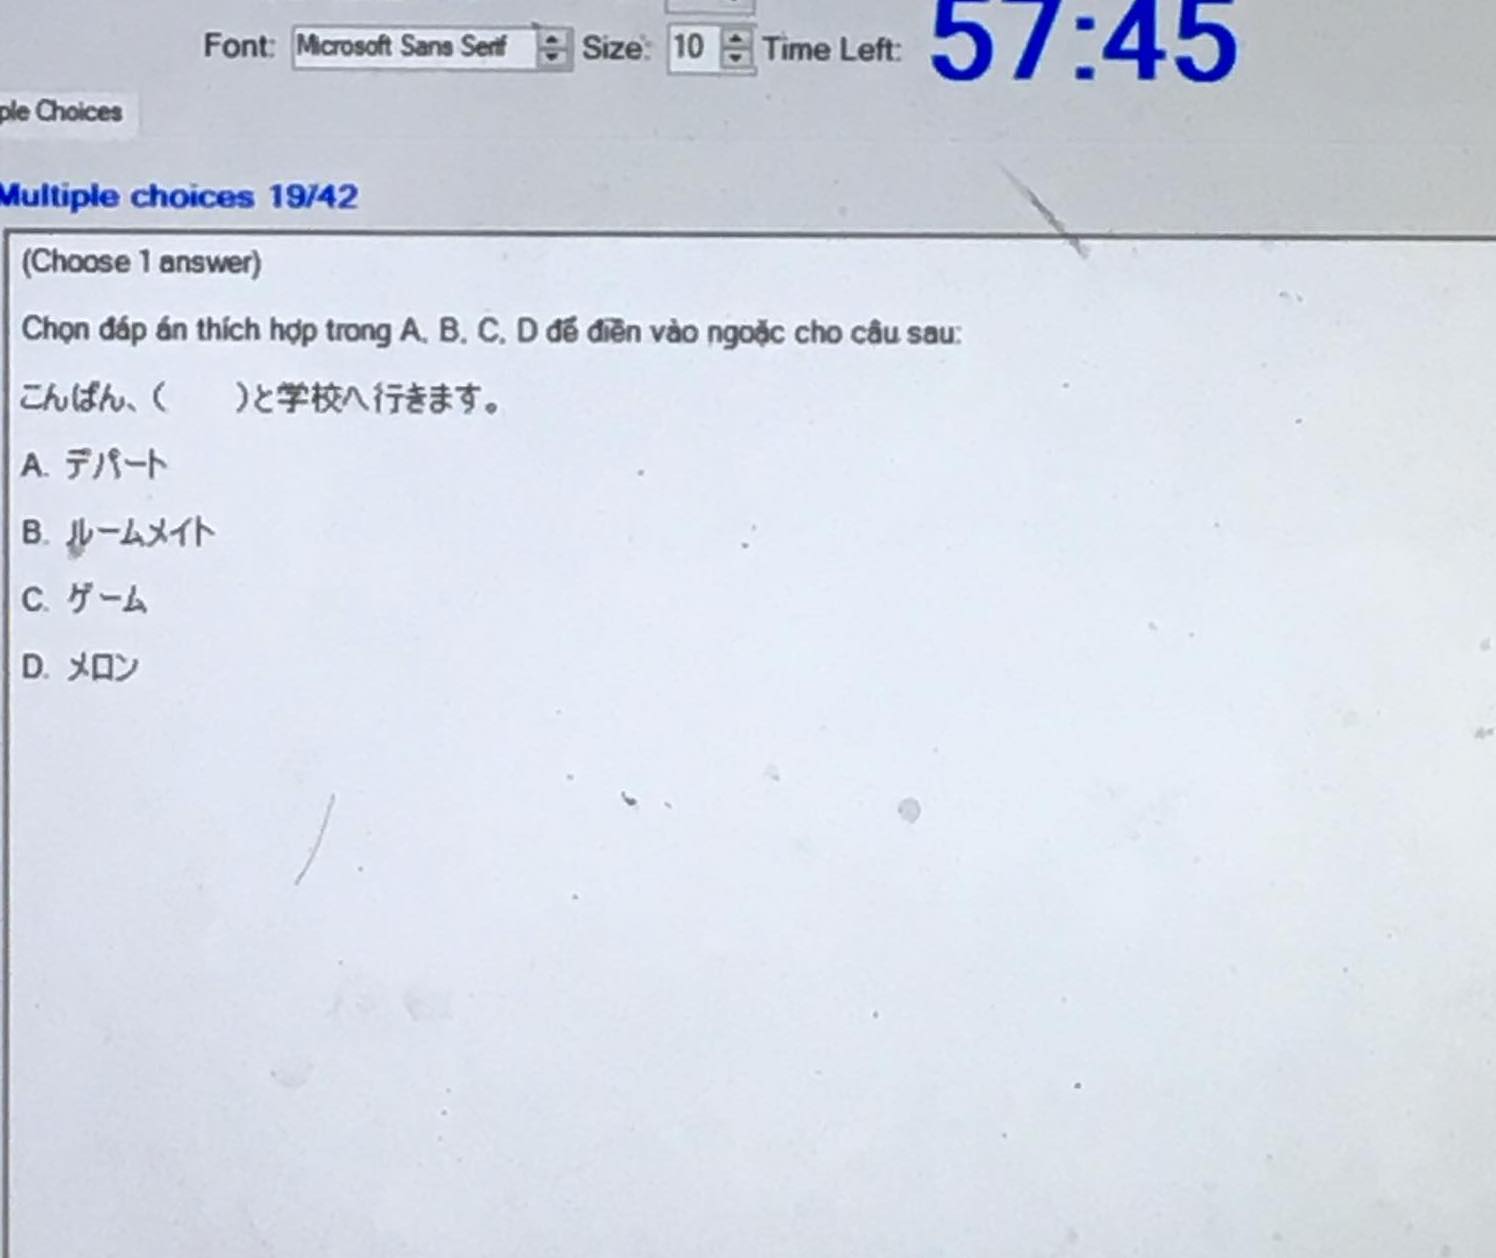 Font: Microsoft Sans Serif Size: 10 Time Left: 57:45
ple Choices
Multiple choices 19/42
(Choose 1 answer)
Chọn đáp án thích hợp trong A, B, C, D để điền vào ngoặc cho câu sau:
こんばん、(　　)と学校へ行きます。
A. デパート
B. ルームメイト
C. ゲーム
D. メロン